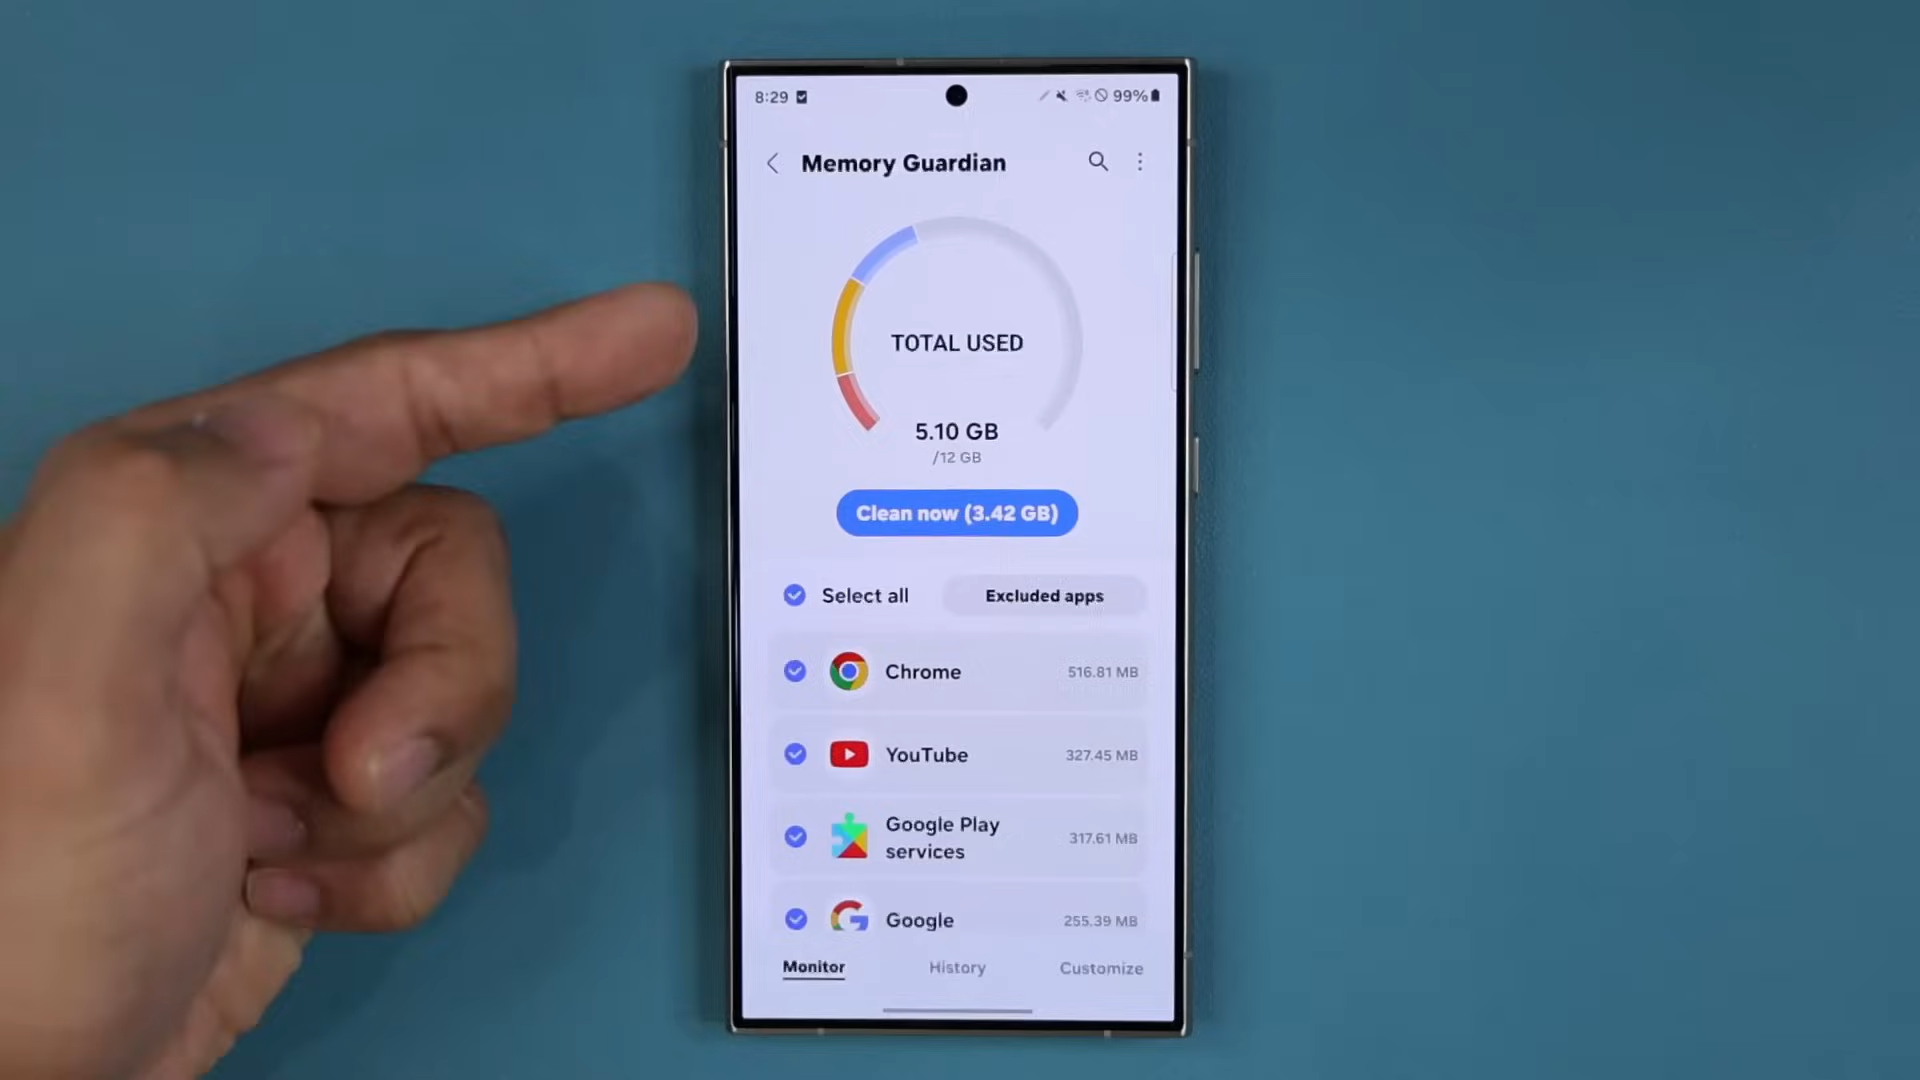 8:29
99%
Memory Guardian
TOTAL USED
5.10 GB
/12 GB
Clean now (3.42 GB)
Select all
Excluded apps
Chrome
516.81 MB
YouTube
327.45 MB
Google Play
services
317.61 MB
Google
255.39 MB
Monitor
History
Customize